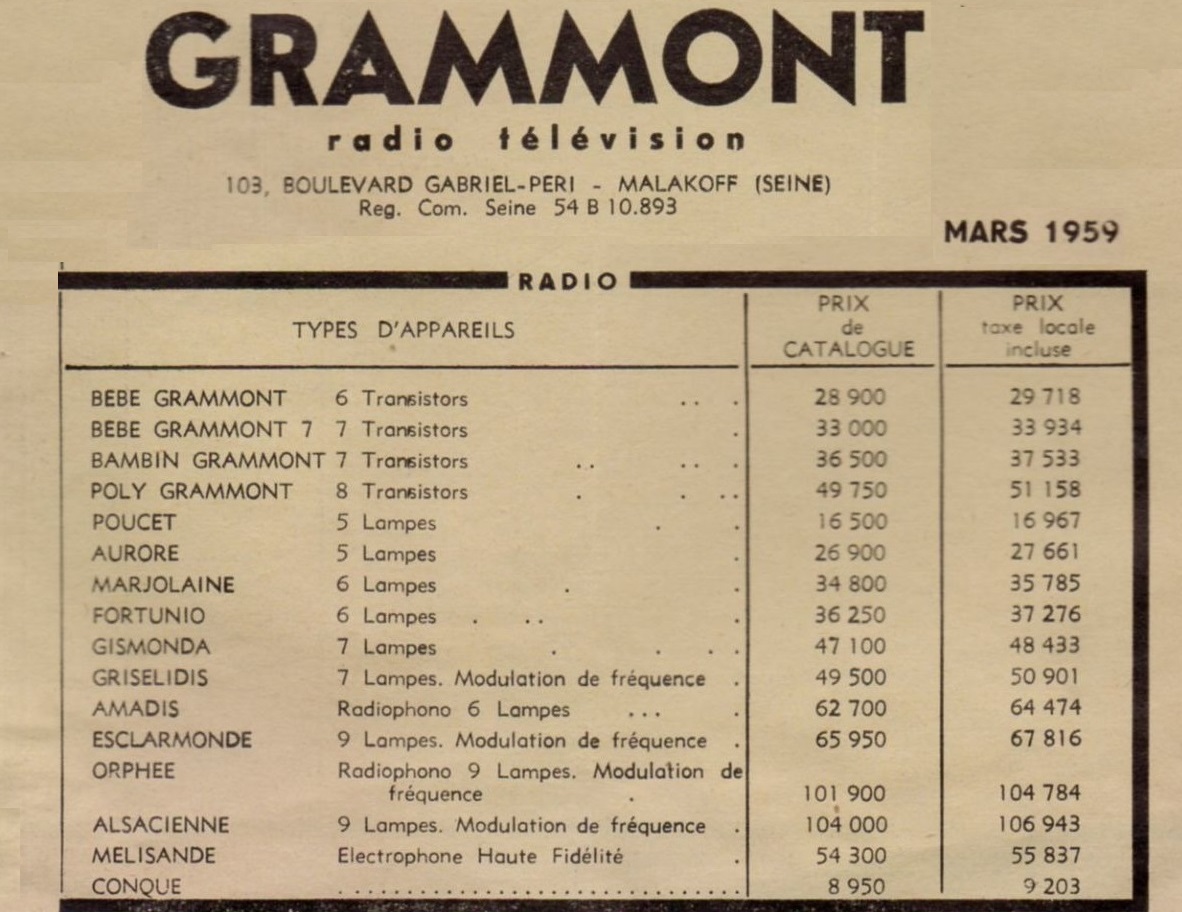 GRAMMONT
radio télévision
103, BOULEVARD GABRIEL-PERI - MALAKOFF (SEINE)
Reg. Com. Seine 54 B 10.893
MARS 1959
RADIO
TYPES D'APPAREILS PRIX de CATALOGUE PRIX taxe locale incluse
BEBE GRAMMONT 6 Transistors .. . 28 900 29 718
BEBE GRAMMONT 7 7 Transistors . 33 000 33 934
BAMBIN GRAMMONT 7 Transistors .. .. . 36 500 37 533
POLY GRAMMONT 8 Transistors . . .. 49 750 51 158
POUCET 5 Lampes . . 16 500 16 967
AURORE 5 Lampes . 26 900 27 661
MARJOLAINE 6 Lampes . 34 800 35 785
FORTUNIO 6 Lampes . .. . 36 250 37 276
GISMONDA 7 Lampes . . . . 47 100 48 433
GRISELIDIS 7 Lampes. Modulation de fréquence . 49 500 50 901
AMADIS Radiophono 6 Lampes ... . 62 700 64 474
ESCLARMONDE 9 Lampes. Modulation de fréquence . 65 950 67 816
ORPHEE Radiophono 9 Lampes. Modulation de
fréquence . 101 900 104 784
ALSACIENNE 9 Lampes. Modulation de fréquence . 104 000 106 943
MELISANDE Electrophone Haute Fidélité . 54 300 55 837
CONQUE ................................ 8 950 9 203